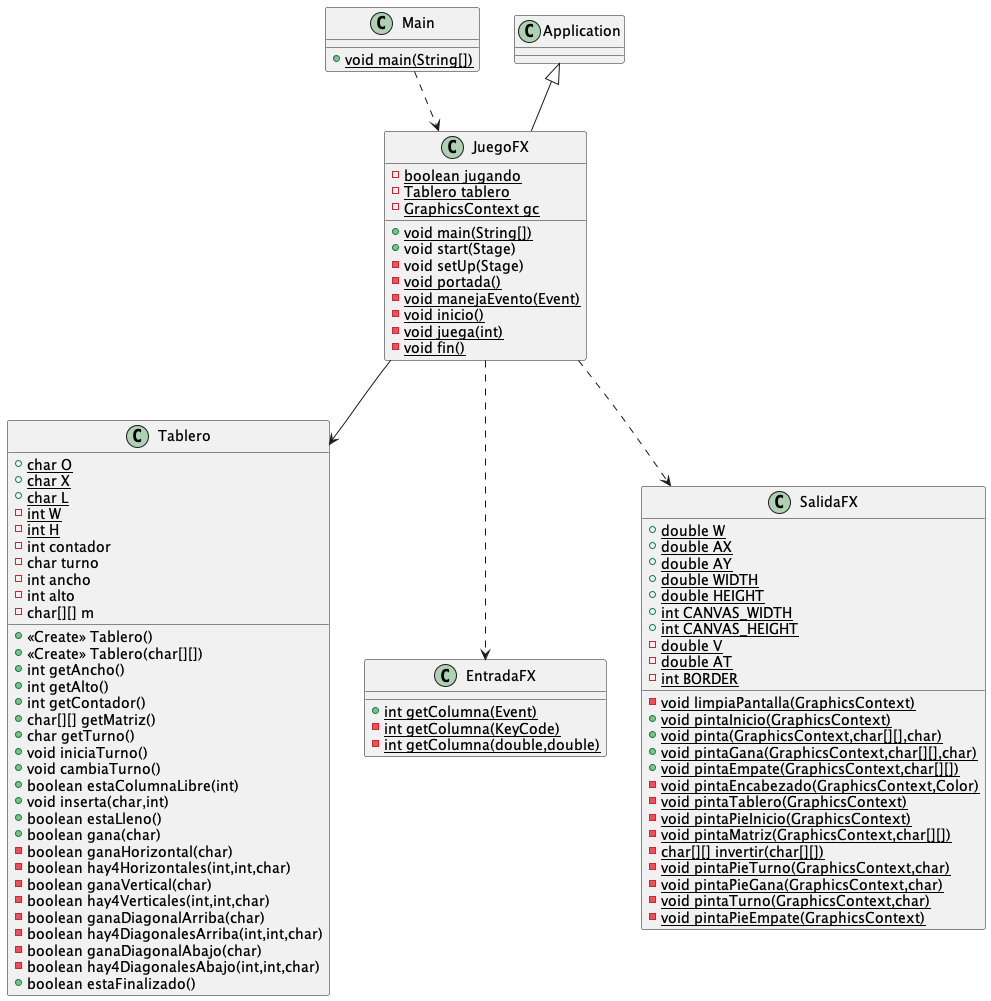 C Main
void main(String[])
C Application
C JuegoFX
boolean jugando
Tablero tablero
GraphicsContext gc
void main(String[])
void start(Stage)
void setUp(Stage)
void portada()
void manejaEvento(Event)
void inicio()
void juega(int)
void fin()
C Tablero
char O
char X
char L
int W
int H
int contador
char turno
int ancho
int alto
char[][] m
«Create» Tablero()
«Create» Tablero(char[][])
int getAncho()
int getAlto()
int getContador()
char[][] getMatriz()
char getTurno()
void iniciaTurno()
void cambiaTurno()
boolean estaColumnaLibre(int)
void inserta(char,int)
boolean estaLleno()
boolean gana(char)
boolean ganaHorizontal(char)
boolean hay4Horizontales(int,int,char)
boolean ganaVertical(char)
boolean hay4Verticales(int,int,char)
boolean ganaDiagonalArriba(char)
boolean hay4DiagonalesArriba(int,int,char)
boolean ganaDiagonalAbajo(char)
boolean hay4DiagonalesAbajo(int,int,char)
boolean estaFinalizado()
C EntradaFX
int getColumna(Event)
int getColumna(KeyCode)
int getColumna(double,double)
C SalidaFX
double W
double AX
double AY
double WIDTH
double HEIGHT
int CANVAS_WIDTH
int CANVAS_HEIGHT
double V
double AT
int BORDER
void limpiaPantalla(GraphicsContext)
void pintaInicio(GraphicsContext)
void pinta(GraphicsContext,char[][],char)
void pintaGana(GraphicsContext,char[][],char)
void pintaEmpate(GraphicsContext,char[][])
void pintaEncabezado(GraphicsContext,Color)
void pintaTablero(GraphicsContext)
void pintaPieInicio(GraphicsContext)
void pintaMatriz(GraphicsContext,char[][])
char[][] invertir(char[][])
void pintaPieTurno(GraphicsContext,char)
void pintaPieGana(GraphicsContext,char)
void pintaTurno(GraphicsContext,char)
void pintaPieEmpate(GraphicsContext)